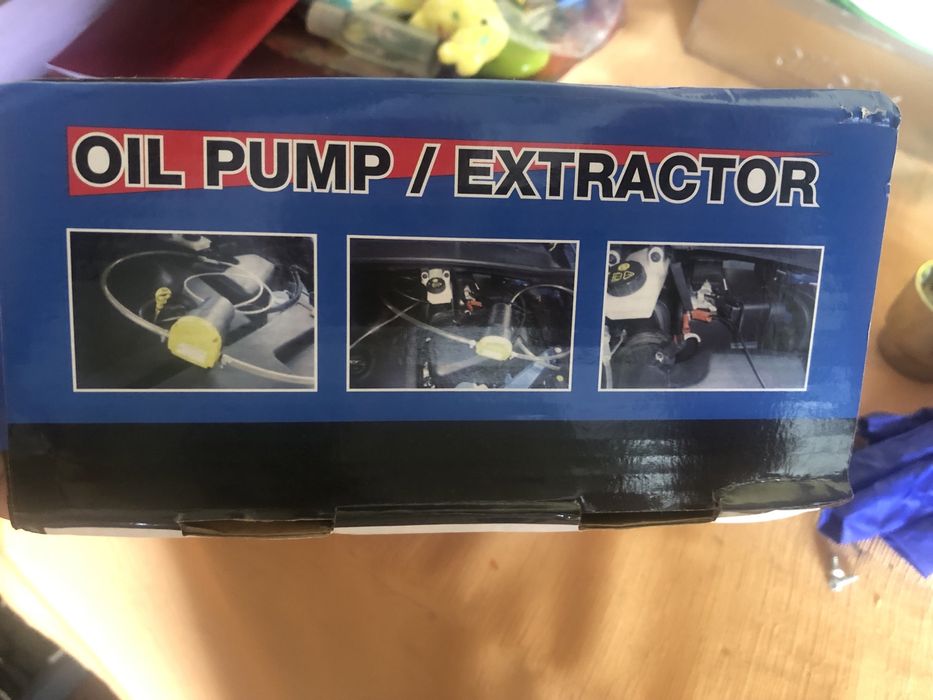 OIL PUMP / EXTRACTOR